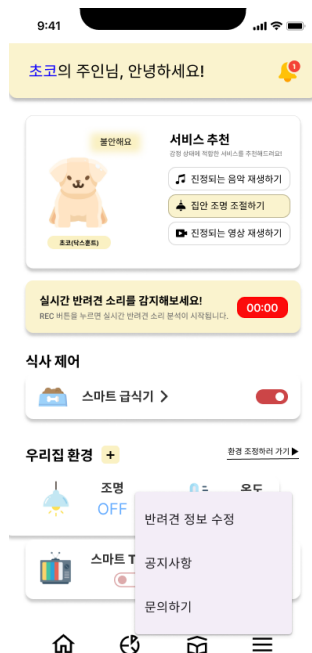 9:41
초코의 주인님, 안녕하세요!
1
불안해요
서비스 추천
감정 상태에 적합한 서비스를 추천해드려요!
진정되는 음악 재생하기
집안 조명 조절하기
진정되는 영상 재생하기
초코(닥스훈트)
실시간 반려견 소리를 감지해보세요!
REC 버튼을 누르면 실시간 반려견 소리 분석이 시작됩니다.
00:00
식사 제어
스마트 급식기
우리집 환경 +
환경 조정하러 가기▶
조명
OFF
온도
스마트 T
반려견 정보 수정
공지사항
문의하기